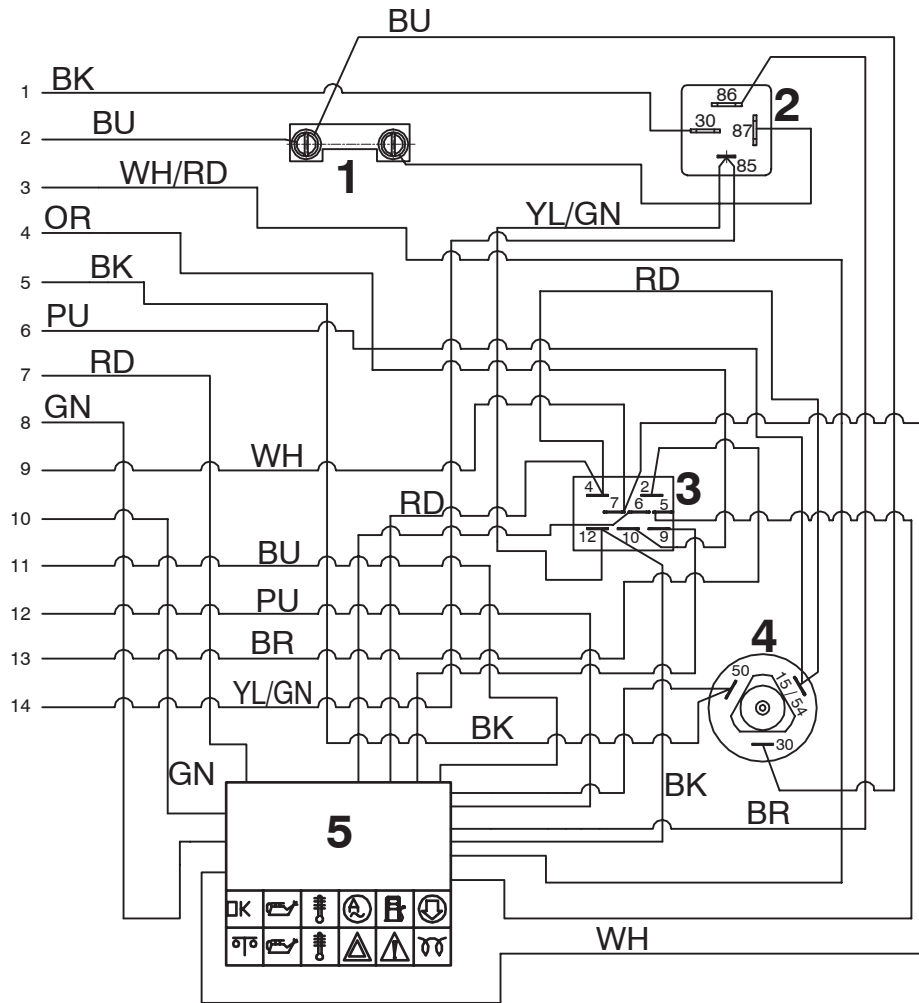 BU
1 BK
86
2
30
87
2 BU
1
85
3 WH/RD
YL/GN
4 OR
5 BK
RD
6 PU
7 RD
8 GN
9 WH
4
2
3
7
6
5
RD
10
12
10
9
11 BU
12 PU
13 BR
4
50
15 / 54
14 YL/GN
BK
30
GN
BK
5
BR
WH